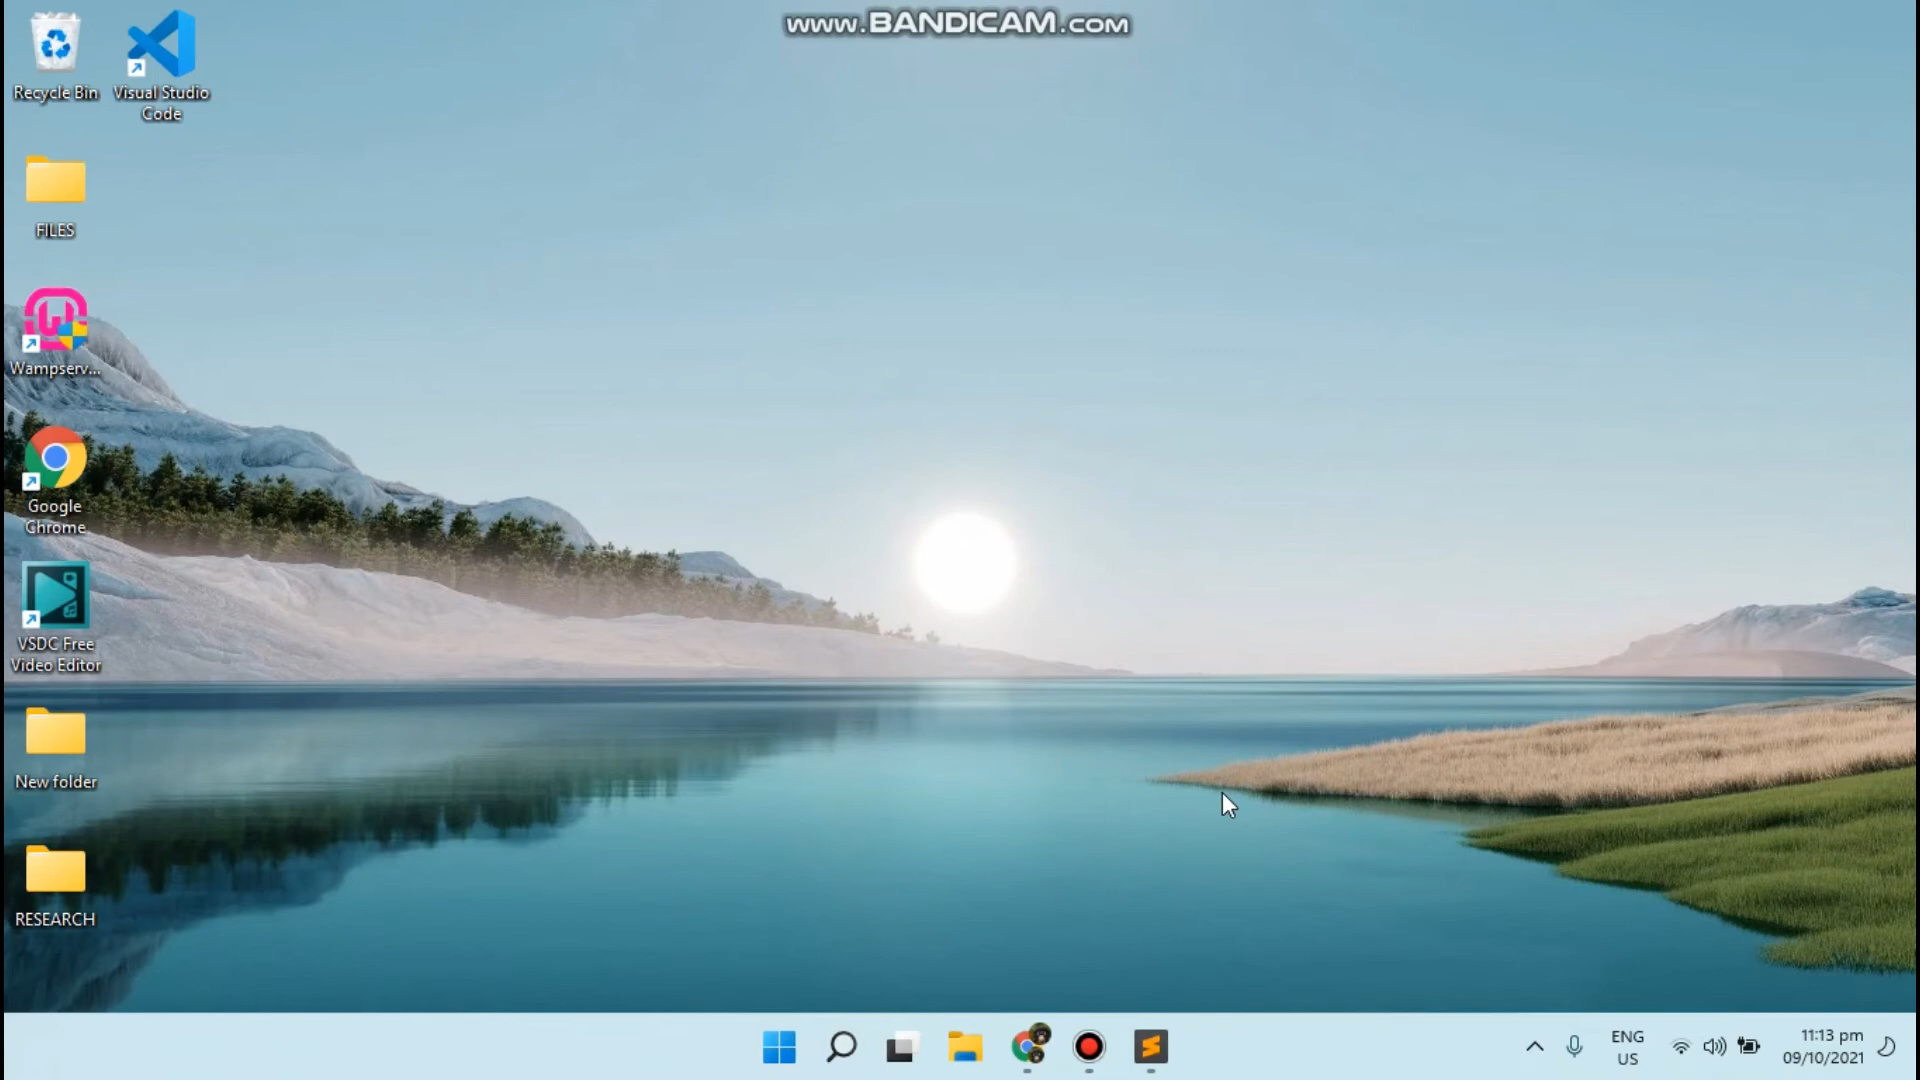 www.BANDICAM.com
Recycle Bin
Visual Studio
Code
FILES
Wampserv...
Google
Chrome
VSDC Free
Video Editor
New folder
RESEARCH
ENG
US
11:13 pm
09/10/2021